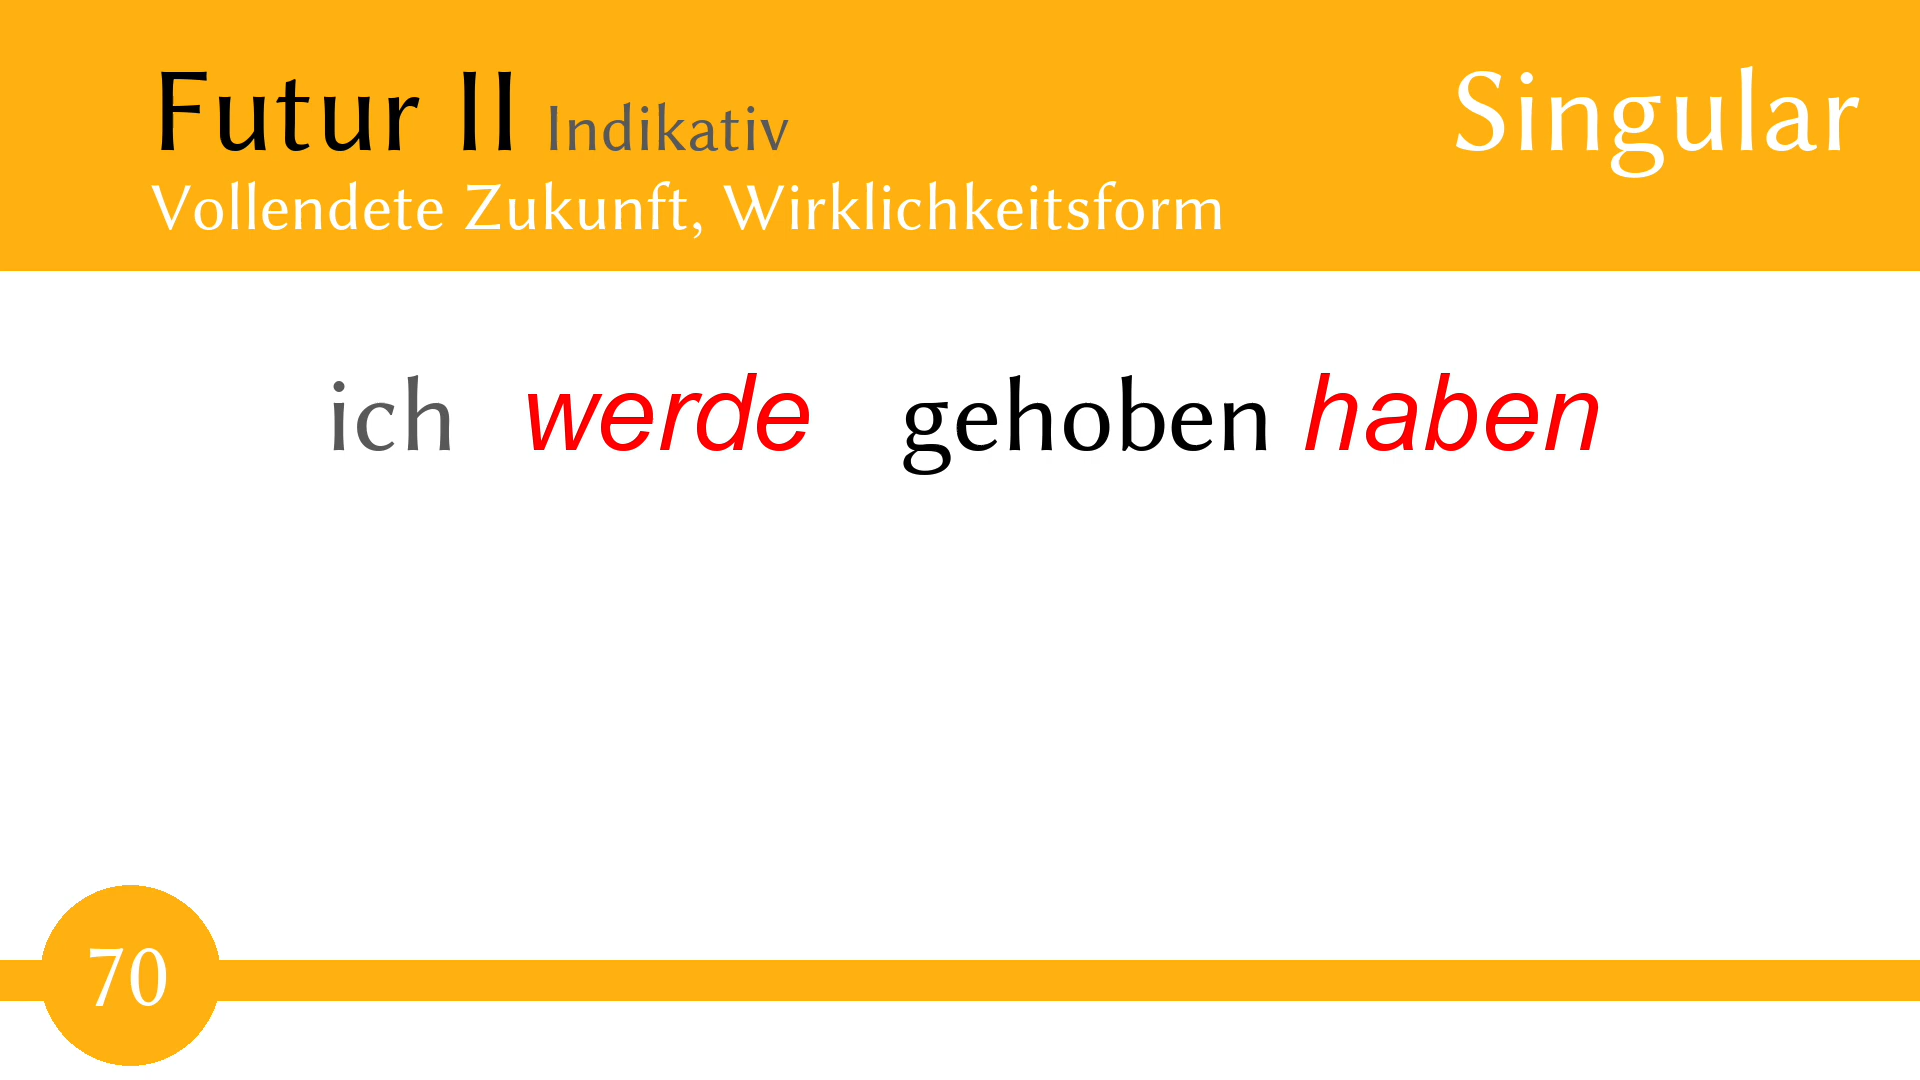 Futur II Indikativ Singular
Vollendete Zukunft, Wirklichkeitsform
ich werde gehoben haben
70